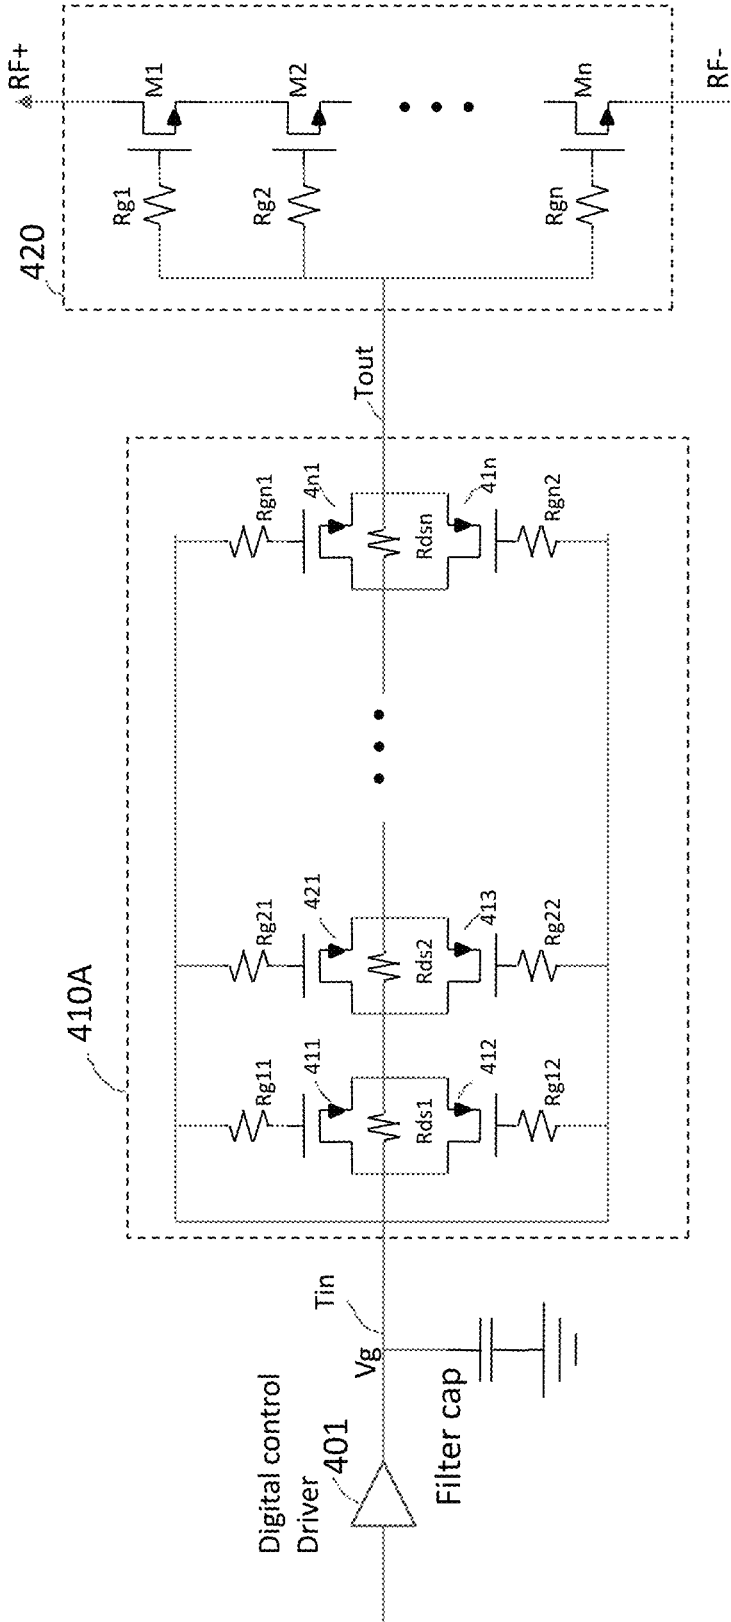 Digital control
Driver
401
Vg
Tin
Filter cap
410A
Rg11
411
Rds1
412
Rg12
Rg21
421
Rds2
413
Rg22
Rgn1
4n1
Rdsn
41n
Rgn2
Tout
420
Rg1
M1
Rg2
M2
Rgn
Mn
RF+
RF-